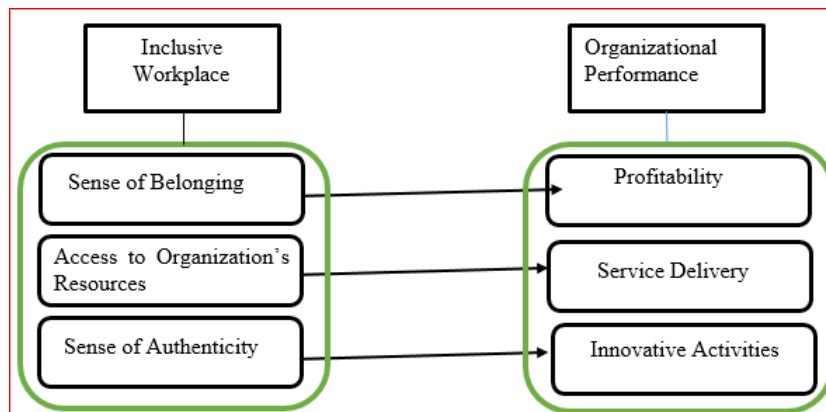 Inclusive
Workplace
Organizational
Performance
Sense of Belonging
Profitability
Access to Organization's
Resources
Service Delivery
Sense of Authenticity
Innovative Activities